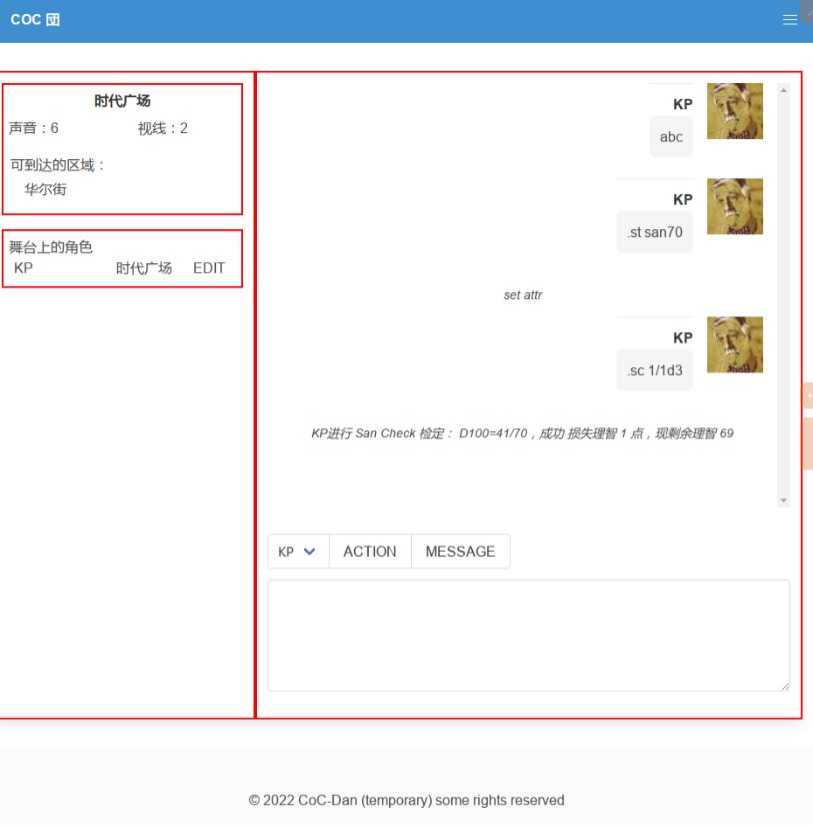 COC 团
时代广场
声音：6 视线：2
可到达的区域：
华尔街
舞台上的角色
KP 时代广场 EDIT
KP
abc
KP
.st san70
set attr
KP
.sc 1/1d3
KP进行 San Check 检定： D100=41/70，成功 损失理智 1 点，现剩余理智 69
KP ACTION MESSAGE
© 2022 CoC-Dan (temporary) some rights reserved